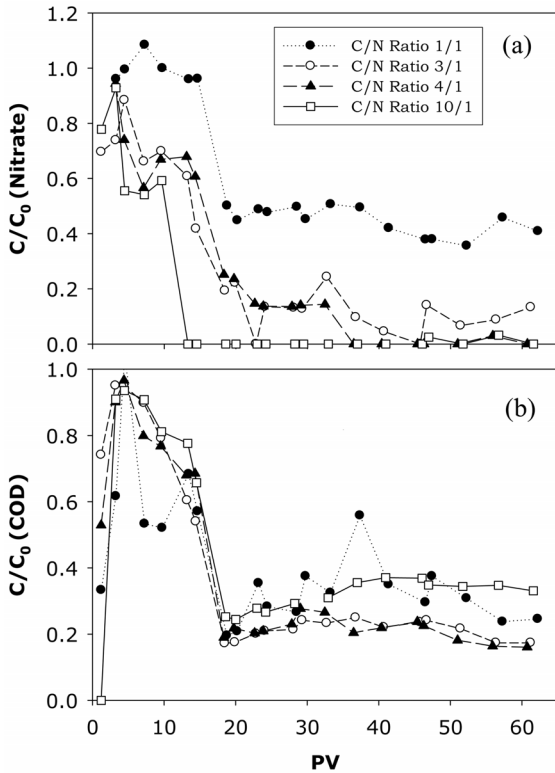 (a)
C/N Ratio 1/1
C/N Ratio 3/1
C/N Ratio 4/1
C/N Ratio 10/1
C/C0 (Nitrate)
1.2
1.0
0.8
0.6
0.4
0.2
0.0
(b)
C/C0 (COD)
1.0
0.8
0.6
0.4
0.2
0.0
0 10 20 30 40 50 60
PV